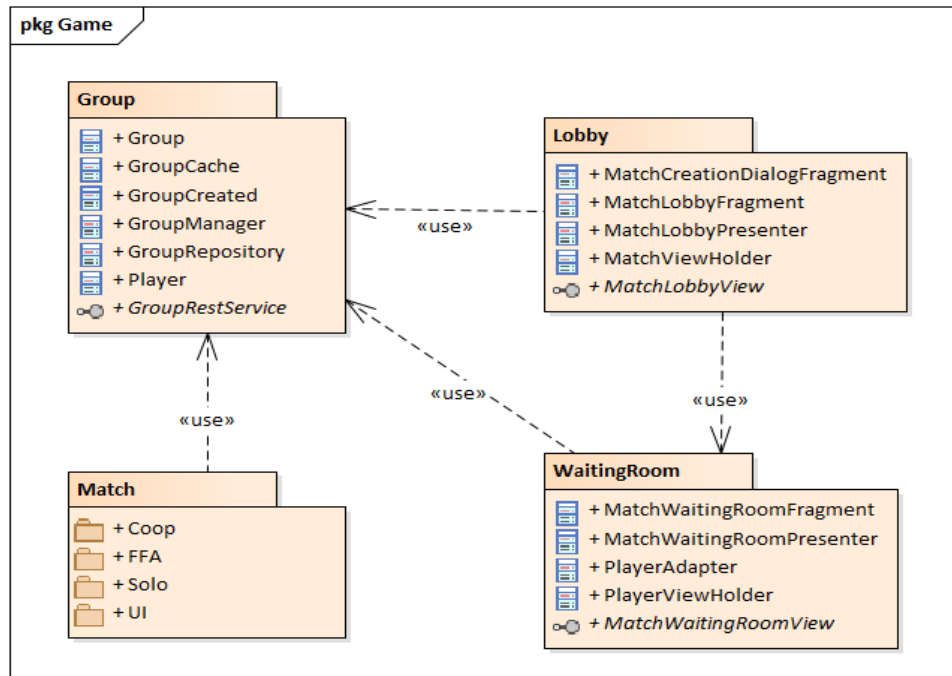 pkg Game
Group
+ Group
+ GroupCache
+ GroupCreated
+ GroupManager
+ GroupRepository
+ Player
+ GroupRestService
Lobby
+ MatchCreationDialogFragment
+ MatchLobbyFragment
+ MatchLobbyPresenter
+ MatchViewHolder
+ MatchLobbyView
«use»
«use»
«use»
«use»
Match
+ Coop
+ FFA
+ Solo
+ UI
WaitingRoom
+ MatchWaitingRoomFragment
+ MatchWaitingRoomPresenter
+ PlayerAdapter
+ PlayerViewHolder
+ MatchWaitingRoomView